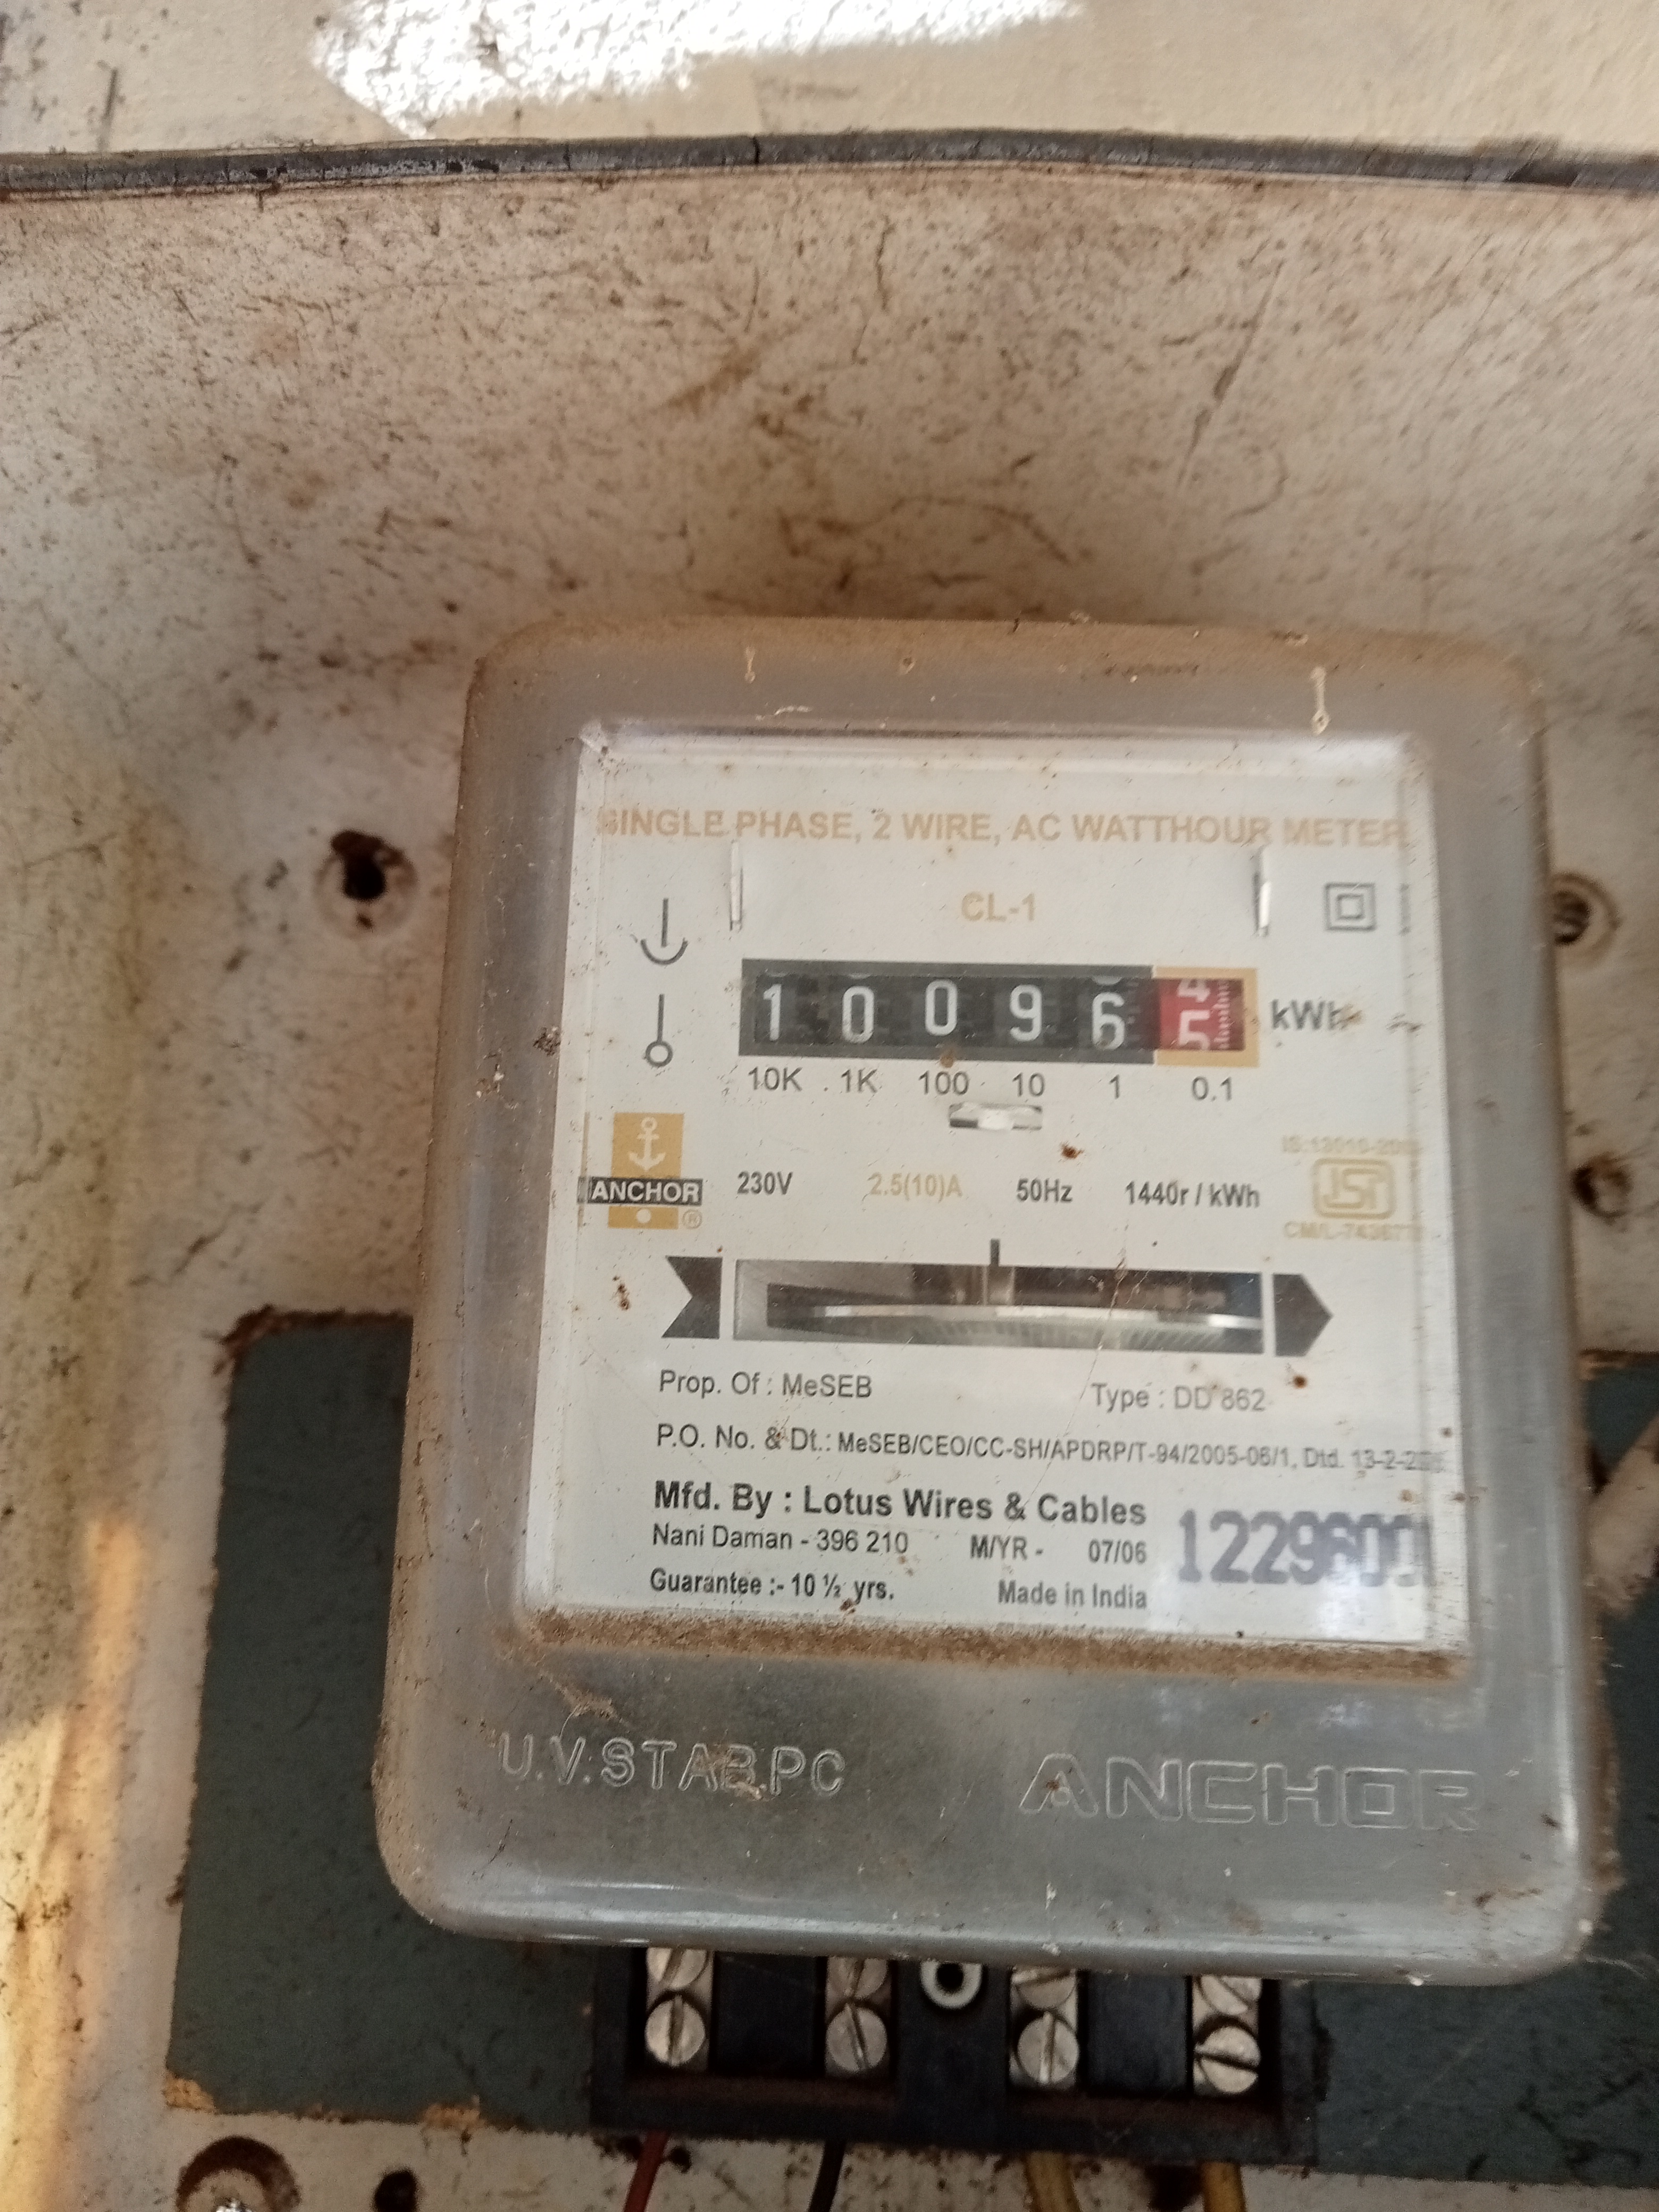 SINGLE PHASE, 2 WIRE, AC WATTHOUR METER
CL-1
1 0 0 9 6 5 kWh
10K 1K 100 10 1 0.1
ANCHOR ®
230V 2.5(10)A 50Hz 1440r / kWh
ISI
Prop. Of : MeSEB Type : DD 862
P.O. No. & Dt.: MeSEB/CEO/CC-SH/APDRP/T-94/2005-06/1, Dtd.
Mfd. By : Lotus Wires & Cables
Nani Daman - 396 210 M/YR - 07/06
Guarantee :- 10 ½ yrs. Made in India
U.V.STAB.PC ANCHOR